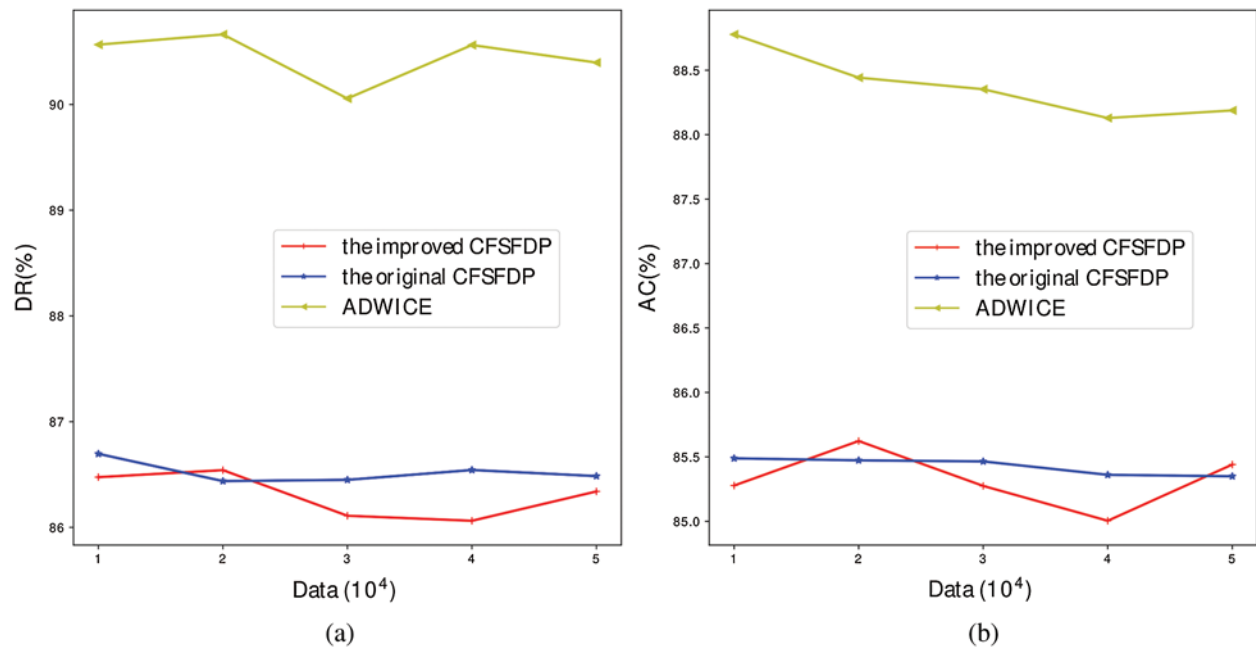 90
89
88
87
86
DR(%)
the improved CFSFDP
the original CFSFDP
ADWICE
1 2 3 4 5
Data (10⁴)
(a)
88.5
88.0
87.5
87.0
86.5
86.0
85.5
85.0
AC(%)
the improved CFSFDP
the original CFSFDP
ADWICE
1 2 3 4 5
Data (10⁴)
(b)